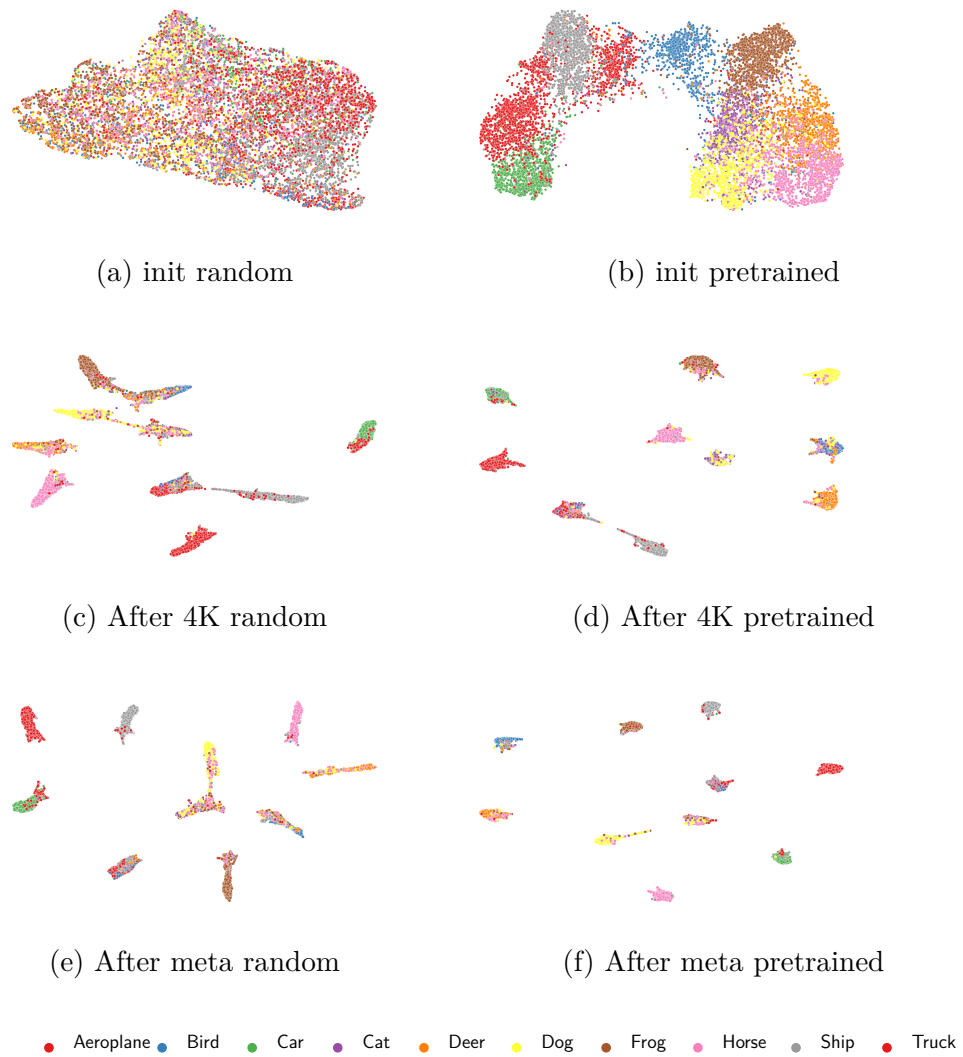 (a) init random
(b) init pretrained
(c) After 4K random
(d) After 4K pretrained
(e) After meta random
(f) After meta pretrained
Aeroplane Bird Car Cat Deer Dog Frog Horse Ship Truck